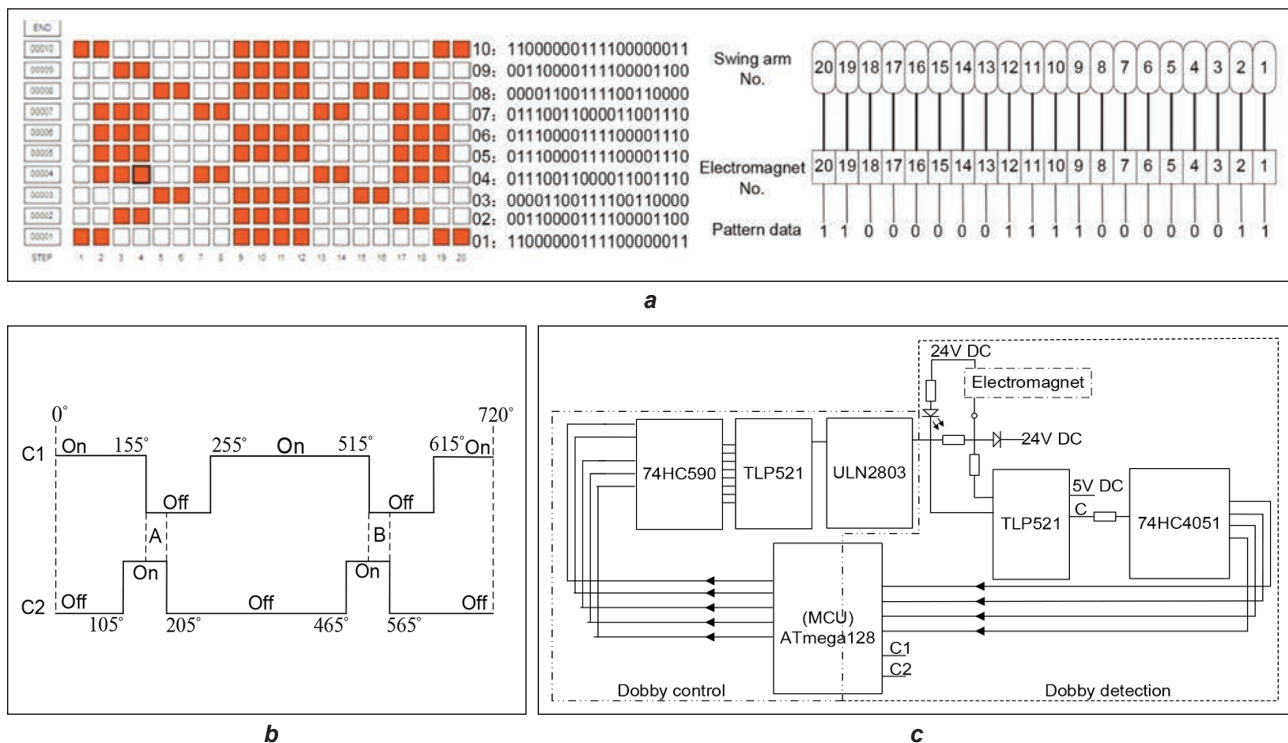 END
00010 10: 11000000111100000011
00009 09: 00110000111100001100
00008 08: 00001100111100110000
00007 07: 01110011000011001110
00006 06: 01110000111100001110
00005 05: 01110000111100001110
00004 04: 01110011000011001110
00003 03: 00001100111100110000
00002 02: 00110000111100001100
00001 01: 11000000111100000011
STEP 1 2 3 4 5 6 7 8 9 10 11 12 13 14 15 16 17 18 19 20
Swing arm
No.
20 19 18 17 16 15 14 13 12 11 10 9 8 7 6 5 4 3 2 1
Electromagnet
No.
20 19 18 17 16 15 14 13 12 11 10 9 8 7 6 5 4 3 2 1
Pattern data 1 1 0 0 0 0 0 0 1 1 1 1 0 0 0 0 0 0 1 1
a
0° 720°
C1 On 155° 255° On 515° 615° On
Off Off
A B
On On
C2 Off Off Off
105° 205° 465° 565°
b
24V DC
Electromagnet
24V DC
74HC590 TLP521 ULN2803
5V DC
C
TLP521 74HC4051
(MCU)
ATmega128
C1
C2
Dobby control Dobby detection
c